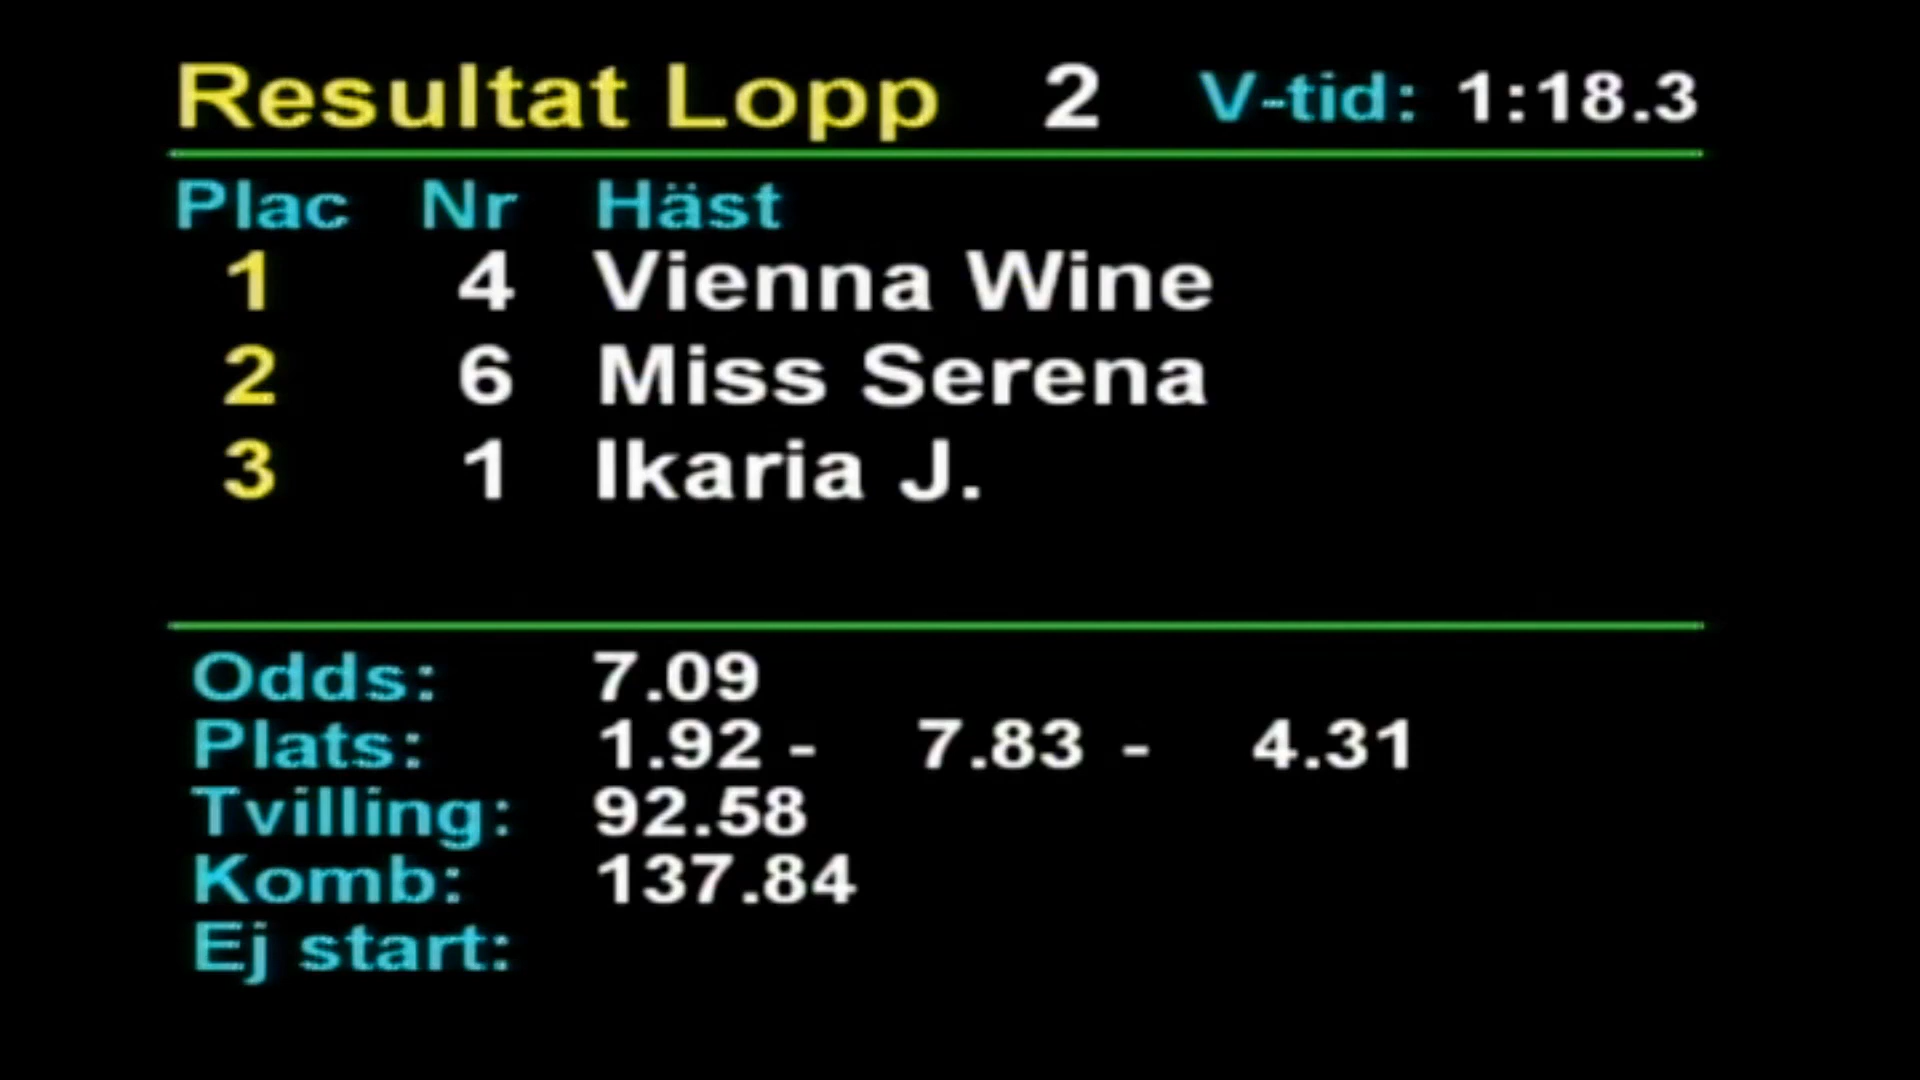 Resultat Lopp 2 V-tid: 1:18.3
Plac Nr Häst
1 4 Vienna Wine
2 6 Miss Serena
3 1 Ikaria J.
Odds: 7.09
Plats: 1.92 - 7.83 - 4.31
Tvilling: 92.58
Komb: 137.84
Ej start: